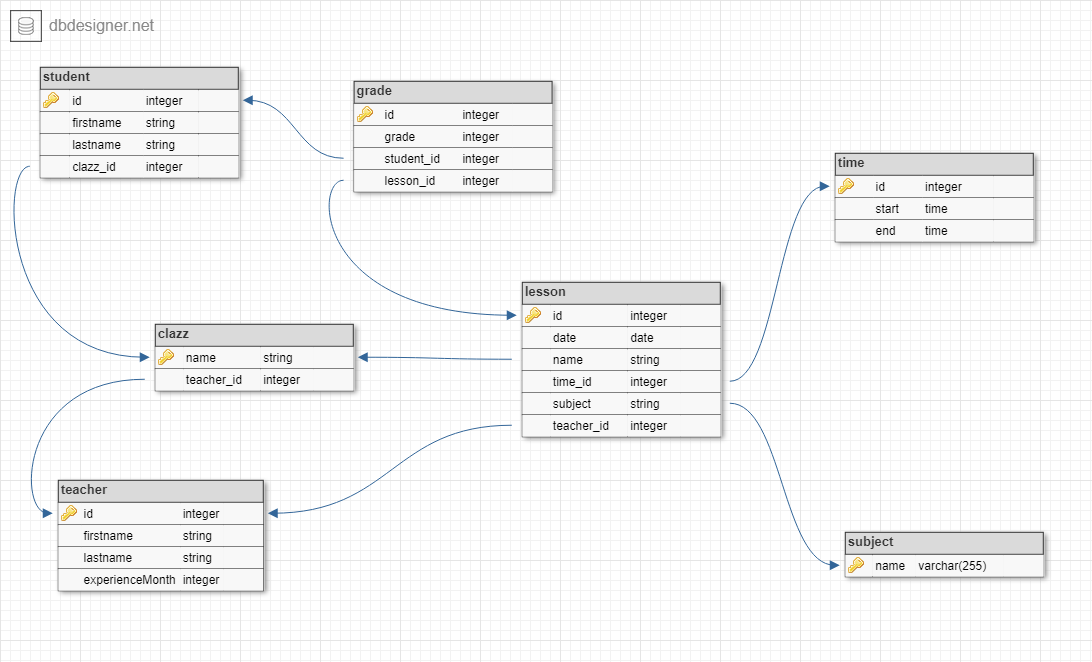 dbdesigner.net
student
id integer
firstname string
lastname string
clazz_id integer
grade
id integer
grade integer
student_id integer
lesson_id integer
time
id integer
start time
end time
lesson
id integer
date date
name string
time_id integer
subject string
teacher_id integer
clazz
name string
teacher_id integer
teacher
id integer
firstname string
lastname string
experienceMonth integer
subject
name varchar(255)